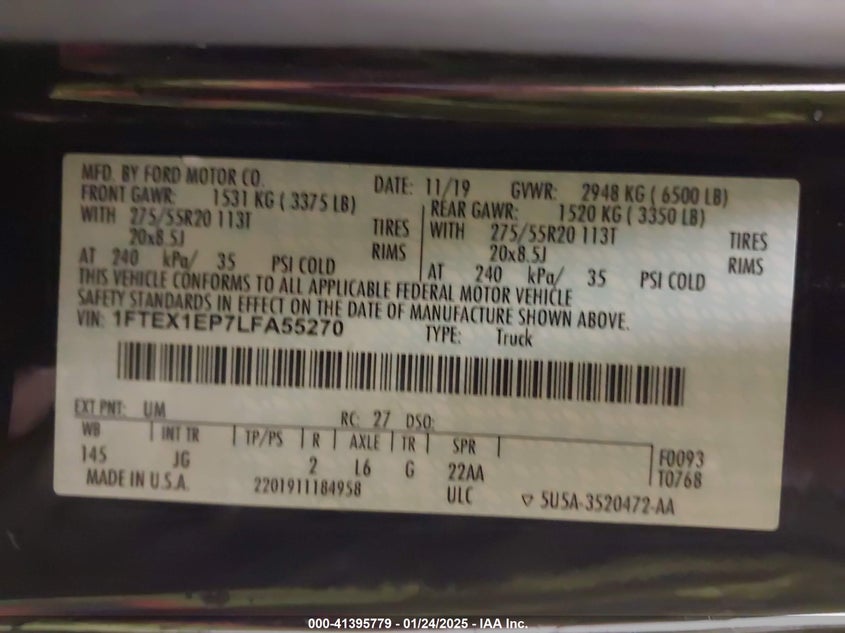 MFD. BY FORD MOTOR CO. DATE: 11/19 GVWR: 2948 KG ( 6500 LB)
FRONT GAWR: 1531 KG ( 3375 LB) REAR GAWR: 1520 KG ( 3350 LB)
WITH 275/55R20 113T TIRES WITH 275/55R20 113T TIRES
20x8.5J RIMS 20x8.5J RIMS
AT 240 kPa/ 35 PSI COLD AT 240 kPa/ 35 PSI COLD
THIS VEHICLE CONFORMS TO ALL APPLICABLE FEDERAL MOTOR VEHICLE
SAFETY STANDARDS IN EFFECT ON THE DATE OF MANUFACTURE SHOWN ABOVE.
VIN: 1FTEX1EP7LFA55270 TYPE: Truck
EXT PNT: UM RC: 27 DSO:
WB INT TR TP/PS R AXLE TR SPR F0093
145 JG 2 L6 G 22AA T0768
MADE IN U.S.A. 2201911184958 ULC ▽ 5U5A-3520472-AA
000-41395779 - 01/24/2025 - IAA Inc.